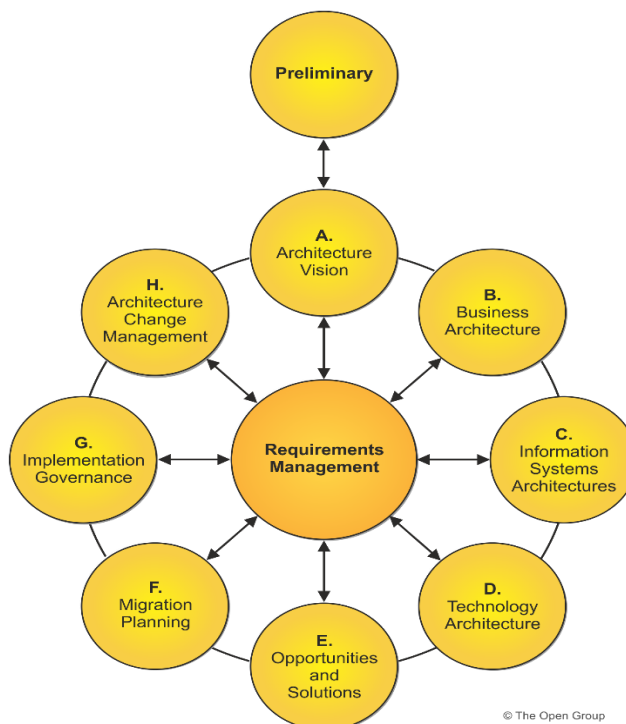 Preliminary
A.
Architecture
Vision
B.
Business
Architecture
C.
Information
Systems
Architectures
D.
Technology
Architecture
E.
Opportunities
and
Solutions
F.
Migration
Planning
G.
Implementation
Governance
H.
Architecture
Change
Management
Requirements
Management
© The Open Group